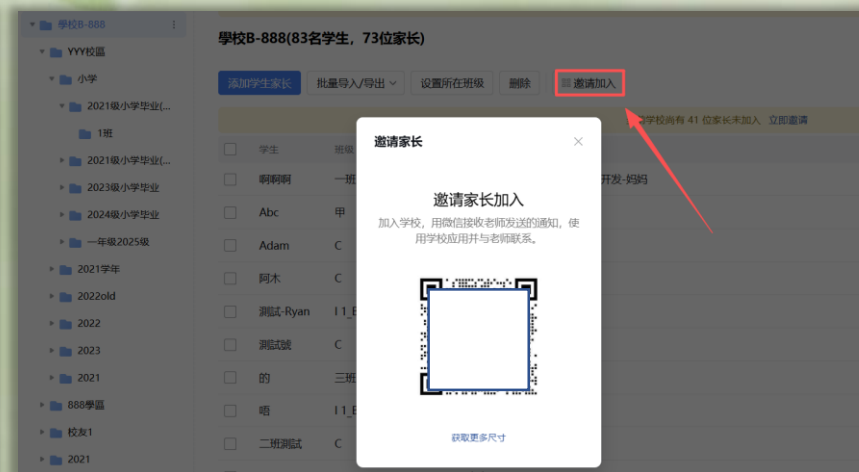 學校B-888
YYY校區
小学
2021级小学毕业(...
1班
2021级小学毕业(...
2023级小学毕业
2024级小学毕业
一年级2025级
2021学年
2022old
2022
2023
2021
888學區
校友1
2021
學校B-888(83名学生，73位家长)
添加学生家长
批量导入/导出
设置所在班级
删除
邀请加入
学校尚有 41 位家长未加入 立即邀请
学生 班级
啊啊啊 一班 开发-妈妈
Abc 甲
Adam C
阿木 C
測試-Ryan
測試號 C
的 三班
唔
二班測試 C
邀请家长
邀请家长加入
加入学校，用微信接收老师发送的通知，使
用学校应用并与老师联系。
获取更多尺寸